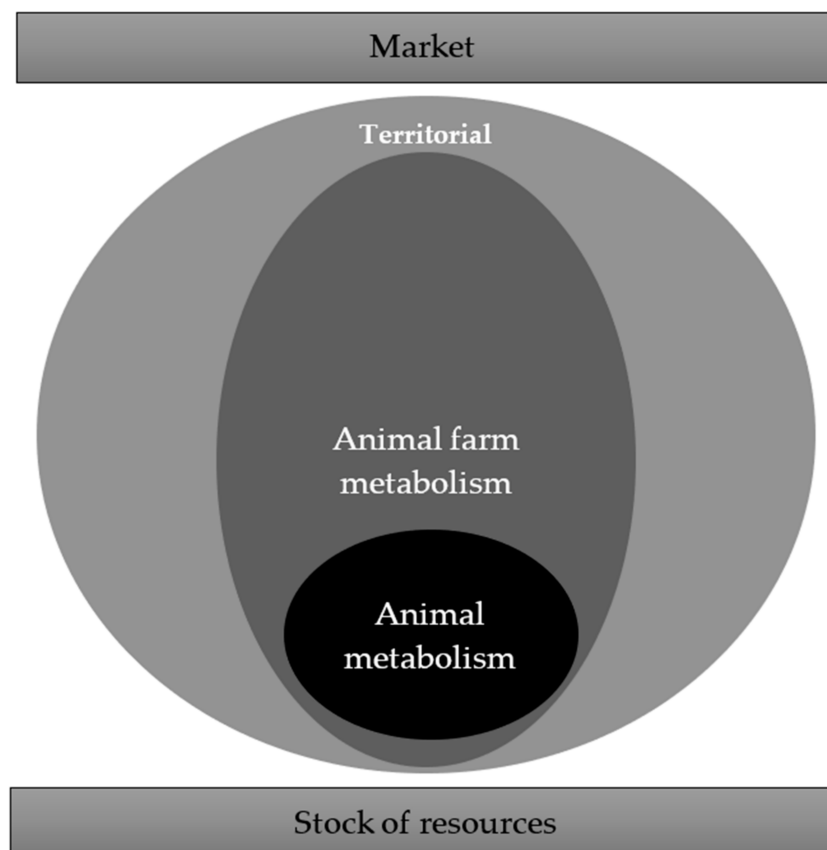 Market
Territorial
Animal farm
metabolism
Animal
metabolism
Stock of resources